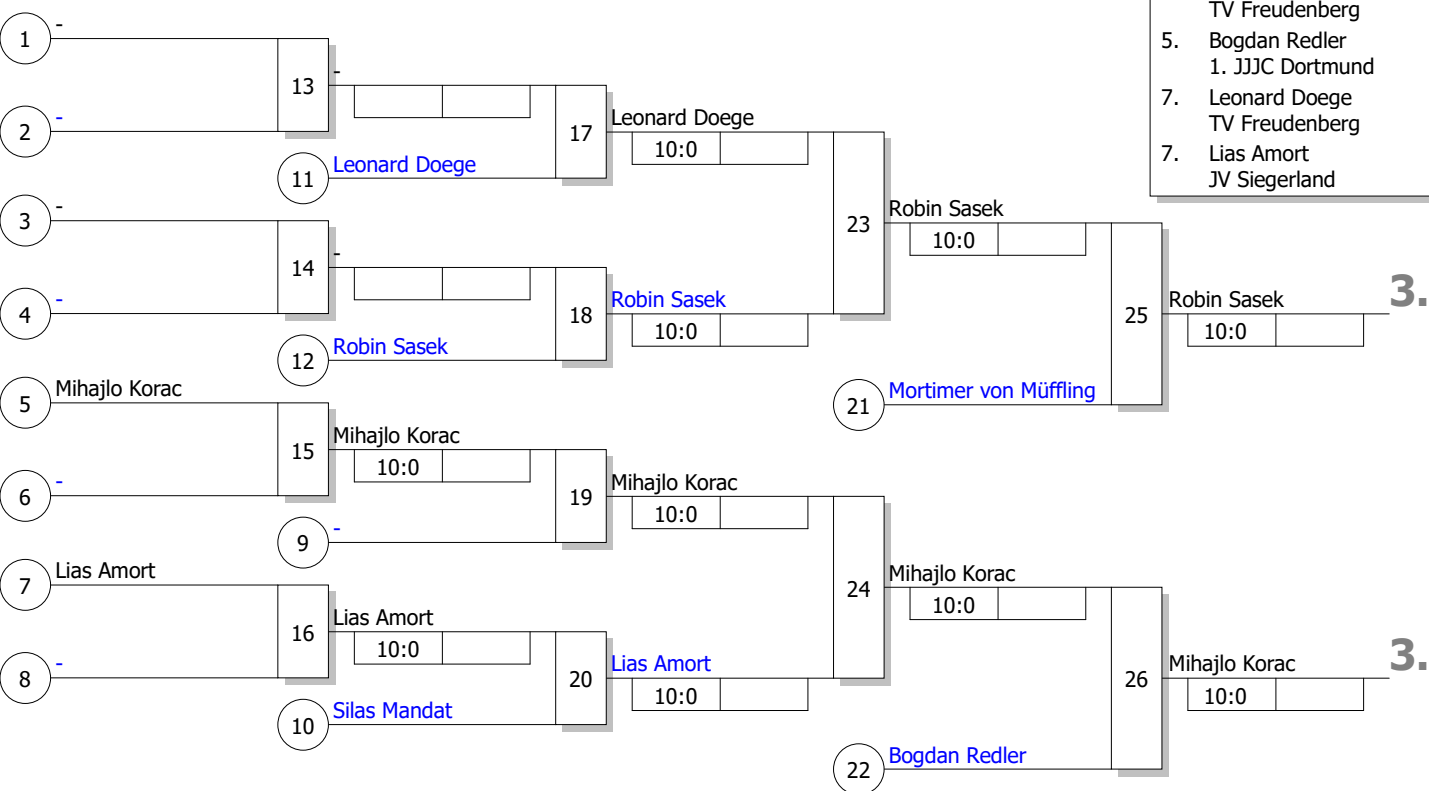 TV Freudenberg
5. Bogdan Redler
1. JJJC Dortmund
7. Leonard Doege
TV Freudenberg
7. Lias Amort
JV Siegerland
1 -
13 -
2 -
17 Leonard Doege
10:0
11 Leonard Doege
3 -
23 Robin Sasek
10:0
14 -
4 -
18 Robin Sasek
10:0
12 Robin Sasek
25 Robin Sasek 3.
10:0
5 Mihajlo Korac
21 Mortimer von Müffling
15 Mihajlo Korac
10:0
6 -
19 Mihajlo Korac
10:0
9 -
7 Lias Amort
24 Mihajlo Korac
10:0
16 Lias Amort
10:0
8 -
20 Lias Amort
10:0
10 Silas Mandat
26 Mihajlo Korac 3.
10:0
22 Bogdan Redler